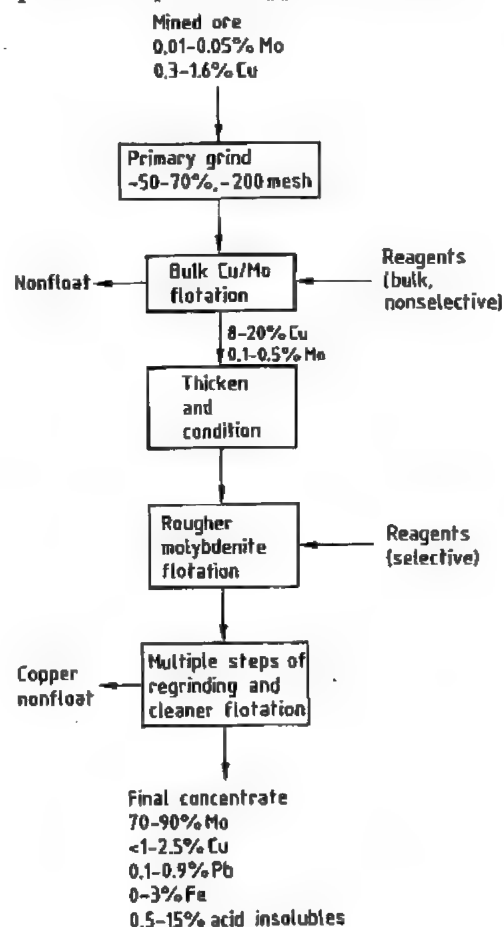 Mined ore
0.01-0.05% Mo
0.3-1.6% Cu
Primary grind
~50-70%, -200 mesh
Nonfloat
Bulk Cu/Mo
flotation
Reagents
(bulk,
nonselective)
8-20% Cu
0.1-0.5% Mo
Thicken
and
condition
Rougher
molybdenite
flotation
Reagents
(selective)
Copper
nonfloat
Multiple steps of
regrinding and
cleaner flotation
Final concentrate
70-90% Mo
<1-2.5% Cu
0.1-0.9% Pb
0-3% Fe
0.5-15% acid insolubles